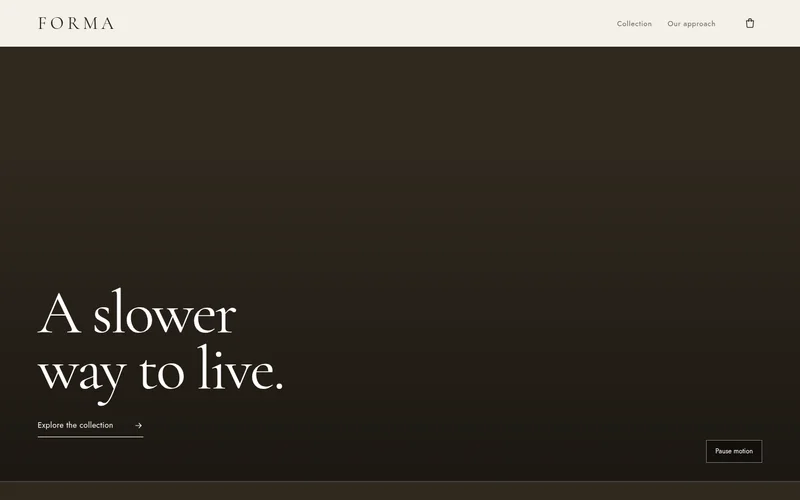 FORMA
Collection
Our approach
A slower
way to live.
Explore the collection
Pause motion